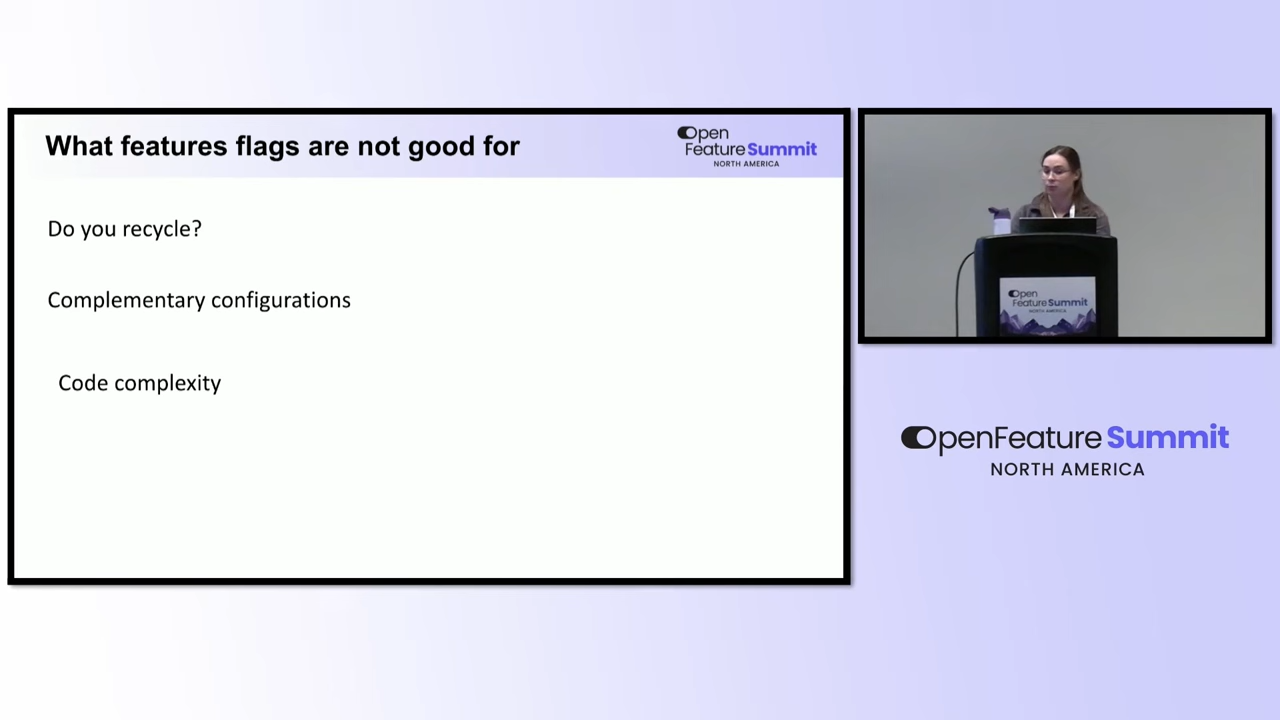 What features flags are not good for
Open
Feature Summit
NORTH AMERICA
Do you recycle?
Complementary configurations
Code complexity
Open
Feature Summit
NORTH AMERICA
OpenFeature Summit
NORTH AMERICA